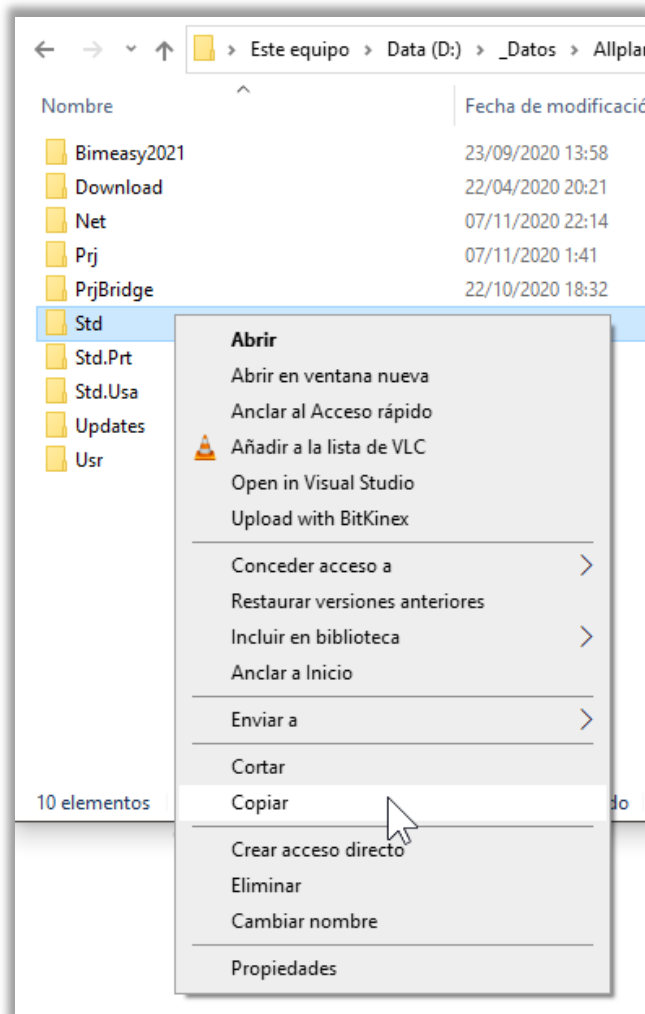 Este equipo > Data (D:) > _Datos > Allplan
Nombre Fecha de modificació
Bimeasy2021 23/09/2020 13:58
Download 22/04/2020 20:21
Net 07/11/2020 22:14
Prj 07/11/2020 1:41
PrjBridge 22/10/2020 18:32
Std
Std.Prt
Std.Usa
Updates
Usr
Abrir
Abrir en ventana nueva
Anclar al Acceso rápido
Añadir a la lista de VLC
Open in Visual Studio
Upload with BitKinex
Conceder acceso a
Restaurar versiones anteriores
Incluir en biblioteca
Anclar a Inicio
Enviar a
Cortar
10 elementos
Copiar
do
Crear acceso directo
Eliminar
Cambiar nombre
Propiedades